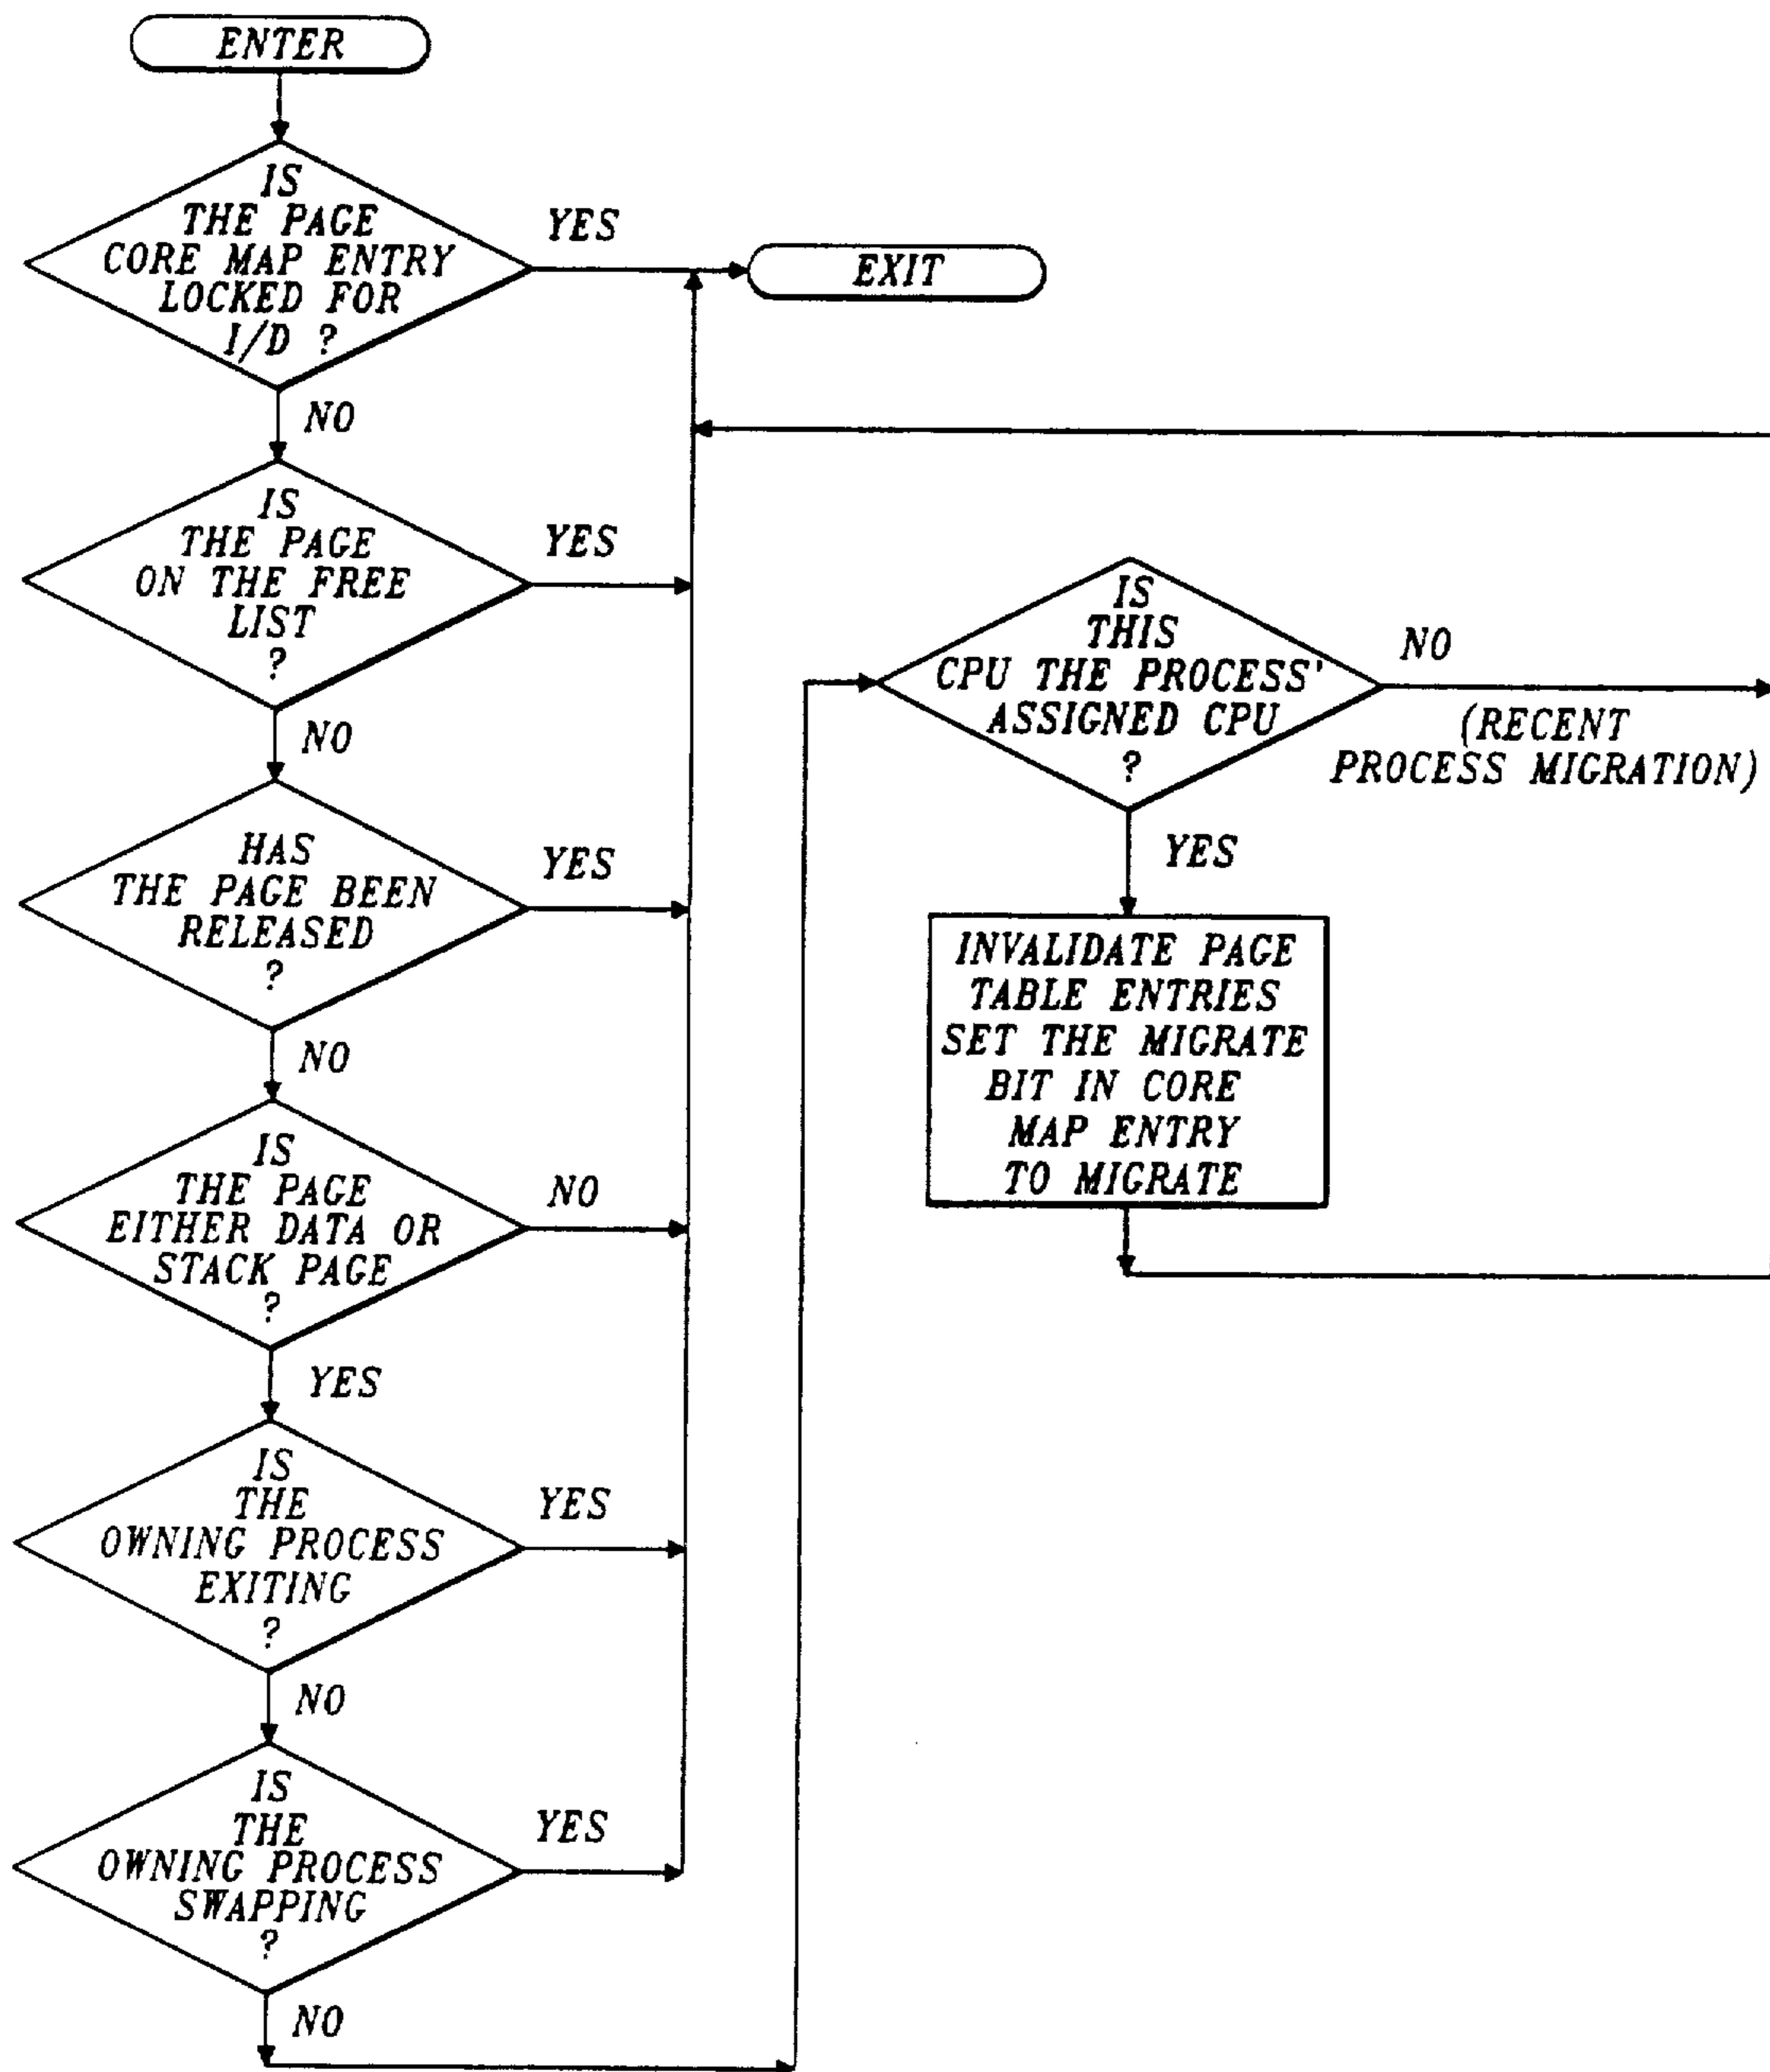 ENTER
IS
THE PAGE
CORE MAP ENTRY
LOCKED FOR
I/D ?
YES
EXIT
NO
IS
THE PAGE
ON THE FREE
LIST
?
YES
NO
HAS
THE PAGE BEEN
RELEASED
?
YES
NO
IS
THE PAGE
EITHER DATA OR
STACK PAGE
?
NO
YES
IS
THE
OWNING PROCESS
EXITING
?
YES
NO
IS
THE
OWNING PROCESS
SWAPPING
?
YES
NO
IS
THIS
CPU THE PROCESS'
ASSIGNED CPU
?
NO
(RECENT
PROCESS MIGRATION)
YES
INVALIDATE PAGE
TABLE ENTRIES
SET THE MIGRATE
BIT IN CORE
MAP ENTRY
TO MIGRATE